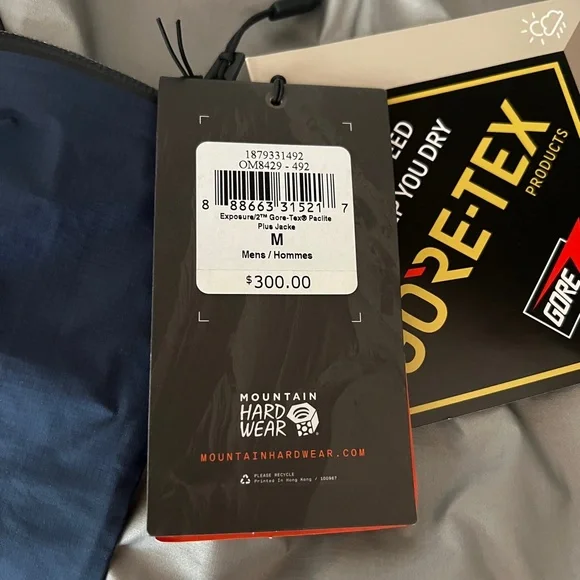 1879331492
OM8429 - 492
8 88663 31521 7
Exposure/2™ Gore-Tex® Paclite
Plus Jacke
M
Mens / Hommes
$300.00
MOUNTAIN
HARD
WEAR
MOUNTAINHARDWEAR.COM
PLEASE RECYCLE
Printed In Hong Kong / 100987
YOU DRY
GORE-TEX
PRODUCTS
GORE